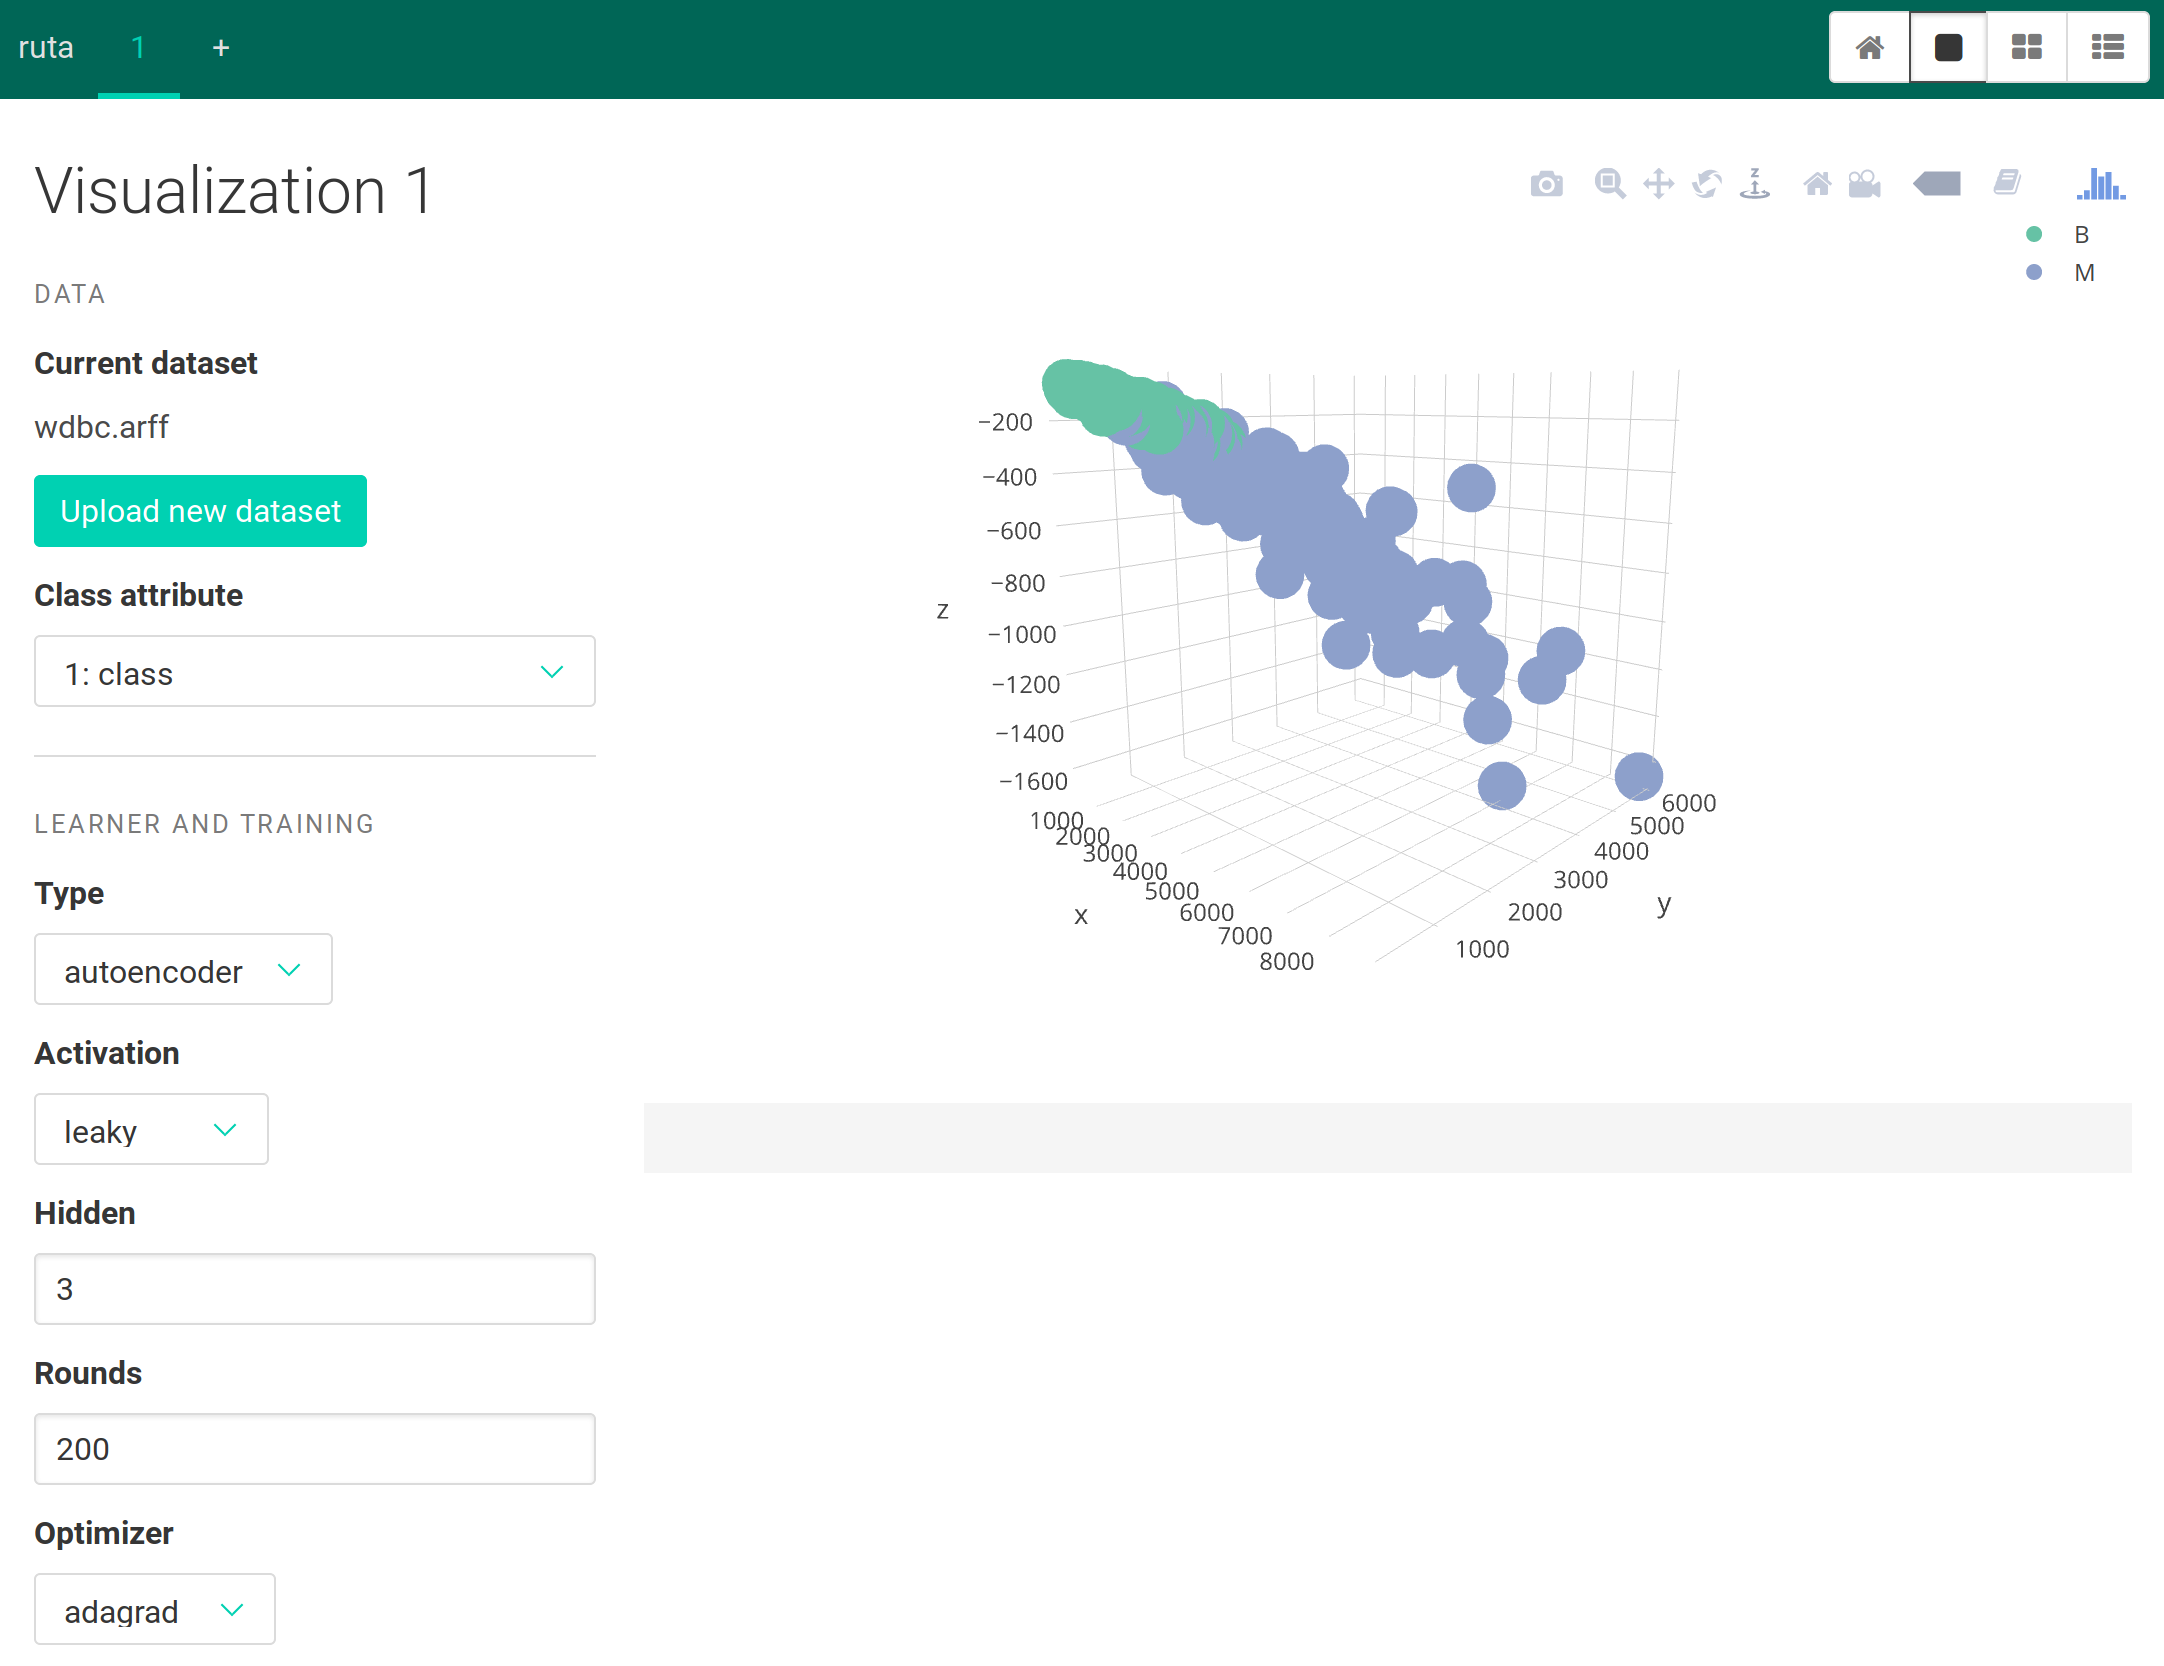 ruta 1 +
Visualization 1
DATA
Current dataset
wdbc.arff
Upload new dataset
Class attribute
1: class
LEARNER AND TRAINING
Type
autoencoder
Activation
leaky
Hidden
3
Rounds
200
Optimizer
adagrad
z
B
M
−200
−400
−600
−800
z
−1000
−1200
−1400
−1600
1000
2000
3000
4000
5000
6000
7000
8000
x
6000
5000
4000
3000
2000
1000
y